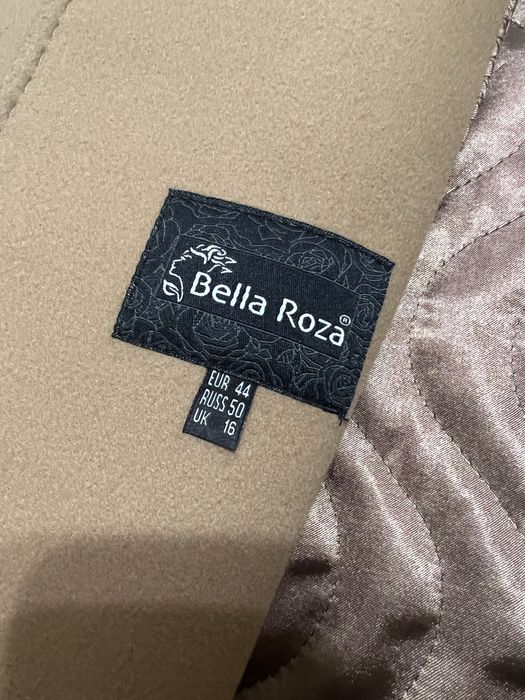 Bella Roza®
EUR 44
RUSS 50
UK 16